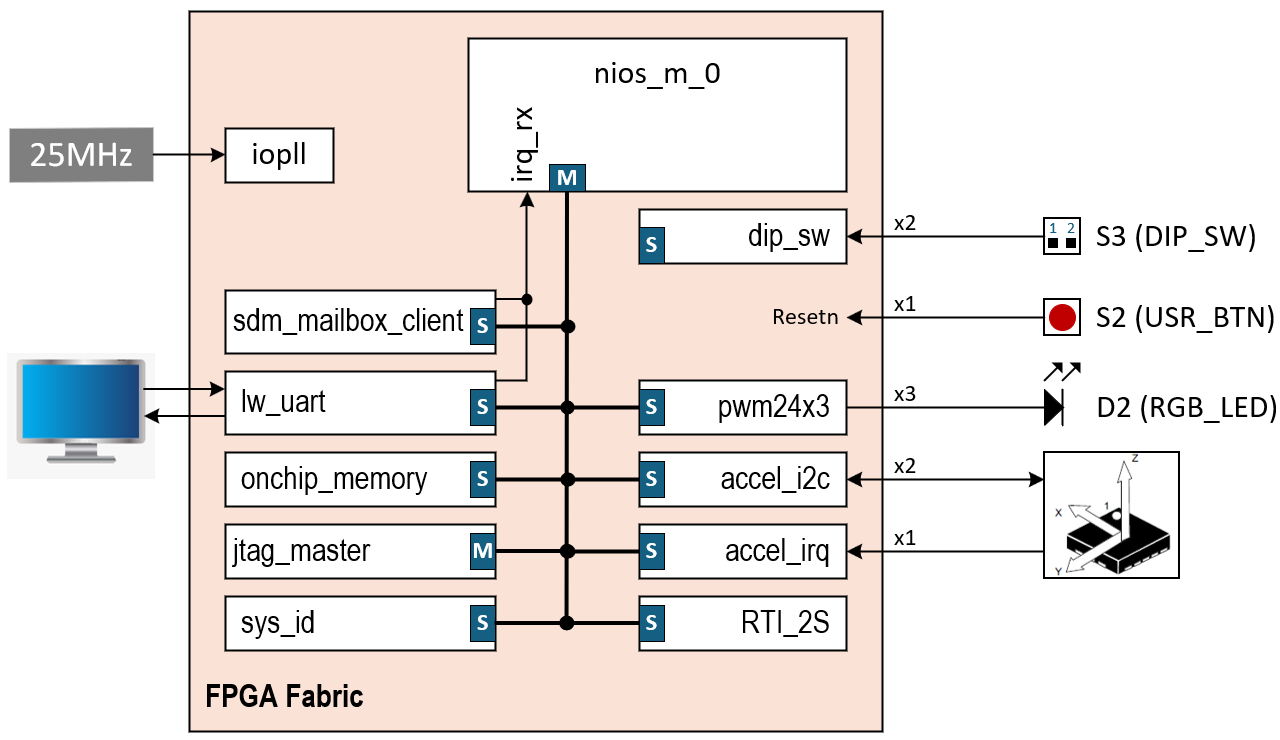 nios_m_0
irq_rx
M
25MHz
iopll
S
dip_sw
x2
1 2
S3 (DIP_SW)
sdm_mailbox_client
S
Resetn
x1
S2 (USR_BTN)
lw_uart
S
S
pwm24x3
x3
D2 (RGB_LED)
onchip_memory
S
S
accel_i2c
x2
Z
X
1
Y
jtag_master
M
S
accel_irq
x1
sys_id
S
S
RTI_2S
FPGA Fabric